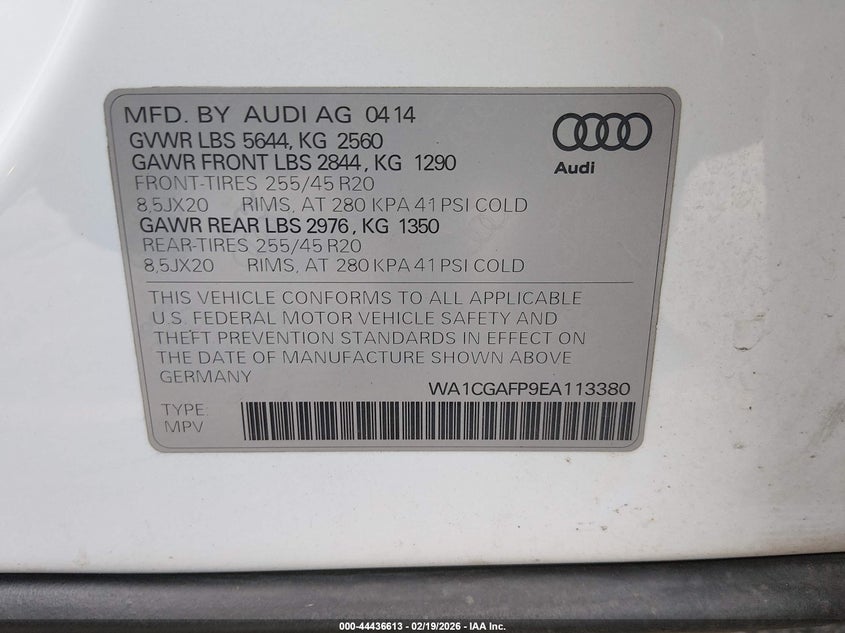 MFD. BY AUDI AG 0414
GVWR LBS 5644, KG 2560
GAWR FRONT LBS 2844, KG 1290
FRONT-TIRES 255/45 R20
8,5JX20 RIMS, AT 280 KPA 41 PSI COLD
GAWR REAR LBS 2976, KG 1350
REAR-TIRES 255/45 R20
8,5JX20 RIMS, AT 280 KPA 41 PSI COLD
Audi
THIS VEHICLE CONFORMS TO ALL APPLICABLE
U.S. FEDERAL MOTOR VEHICLE SAFETY AND
THEFT PREVENTION STANDARDS IN EFFECT ON
THE DATE OF MANUFACTURE SHOWN ABOVE
GERMANY
WA1CGAFP9EA113380
TYPE:
MPV
000-44436613 - 02/19/2026 - IAA Inc.